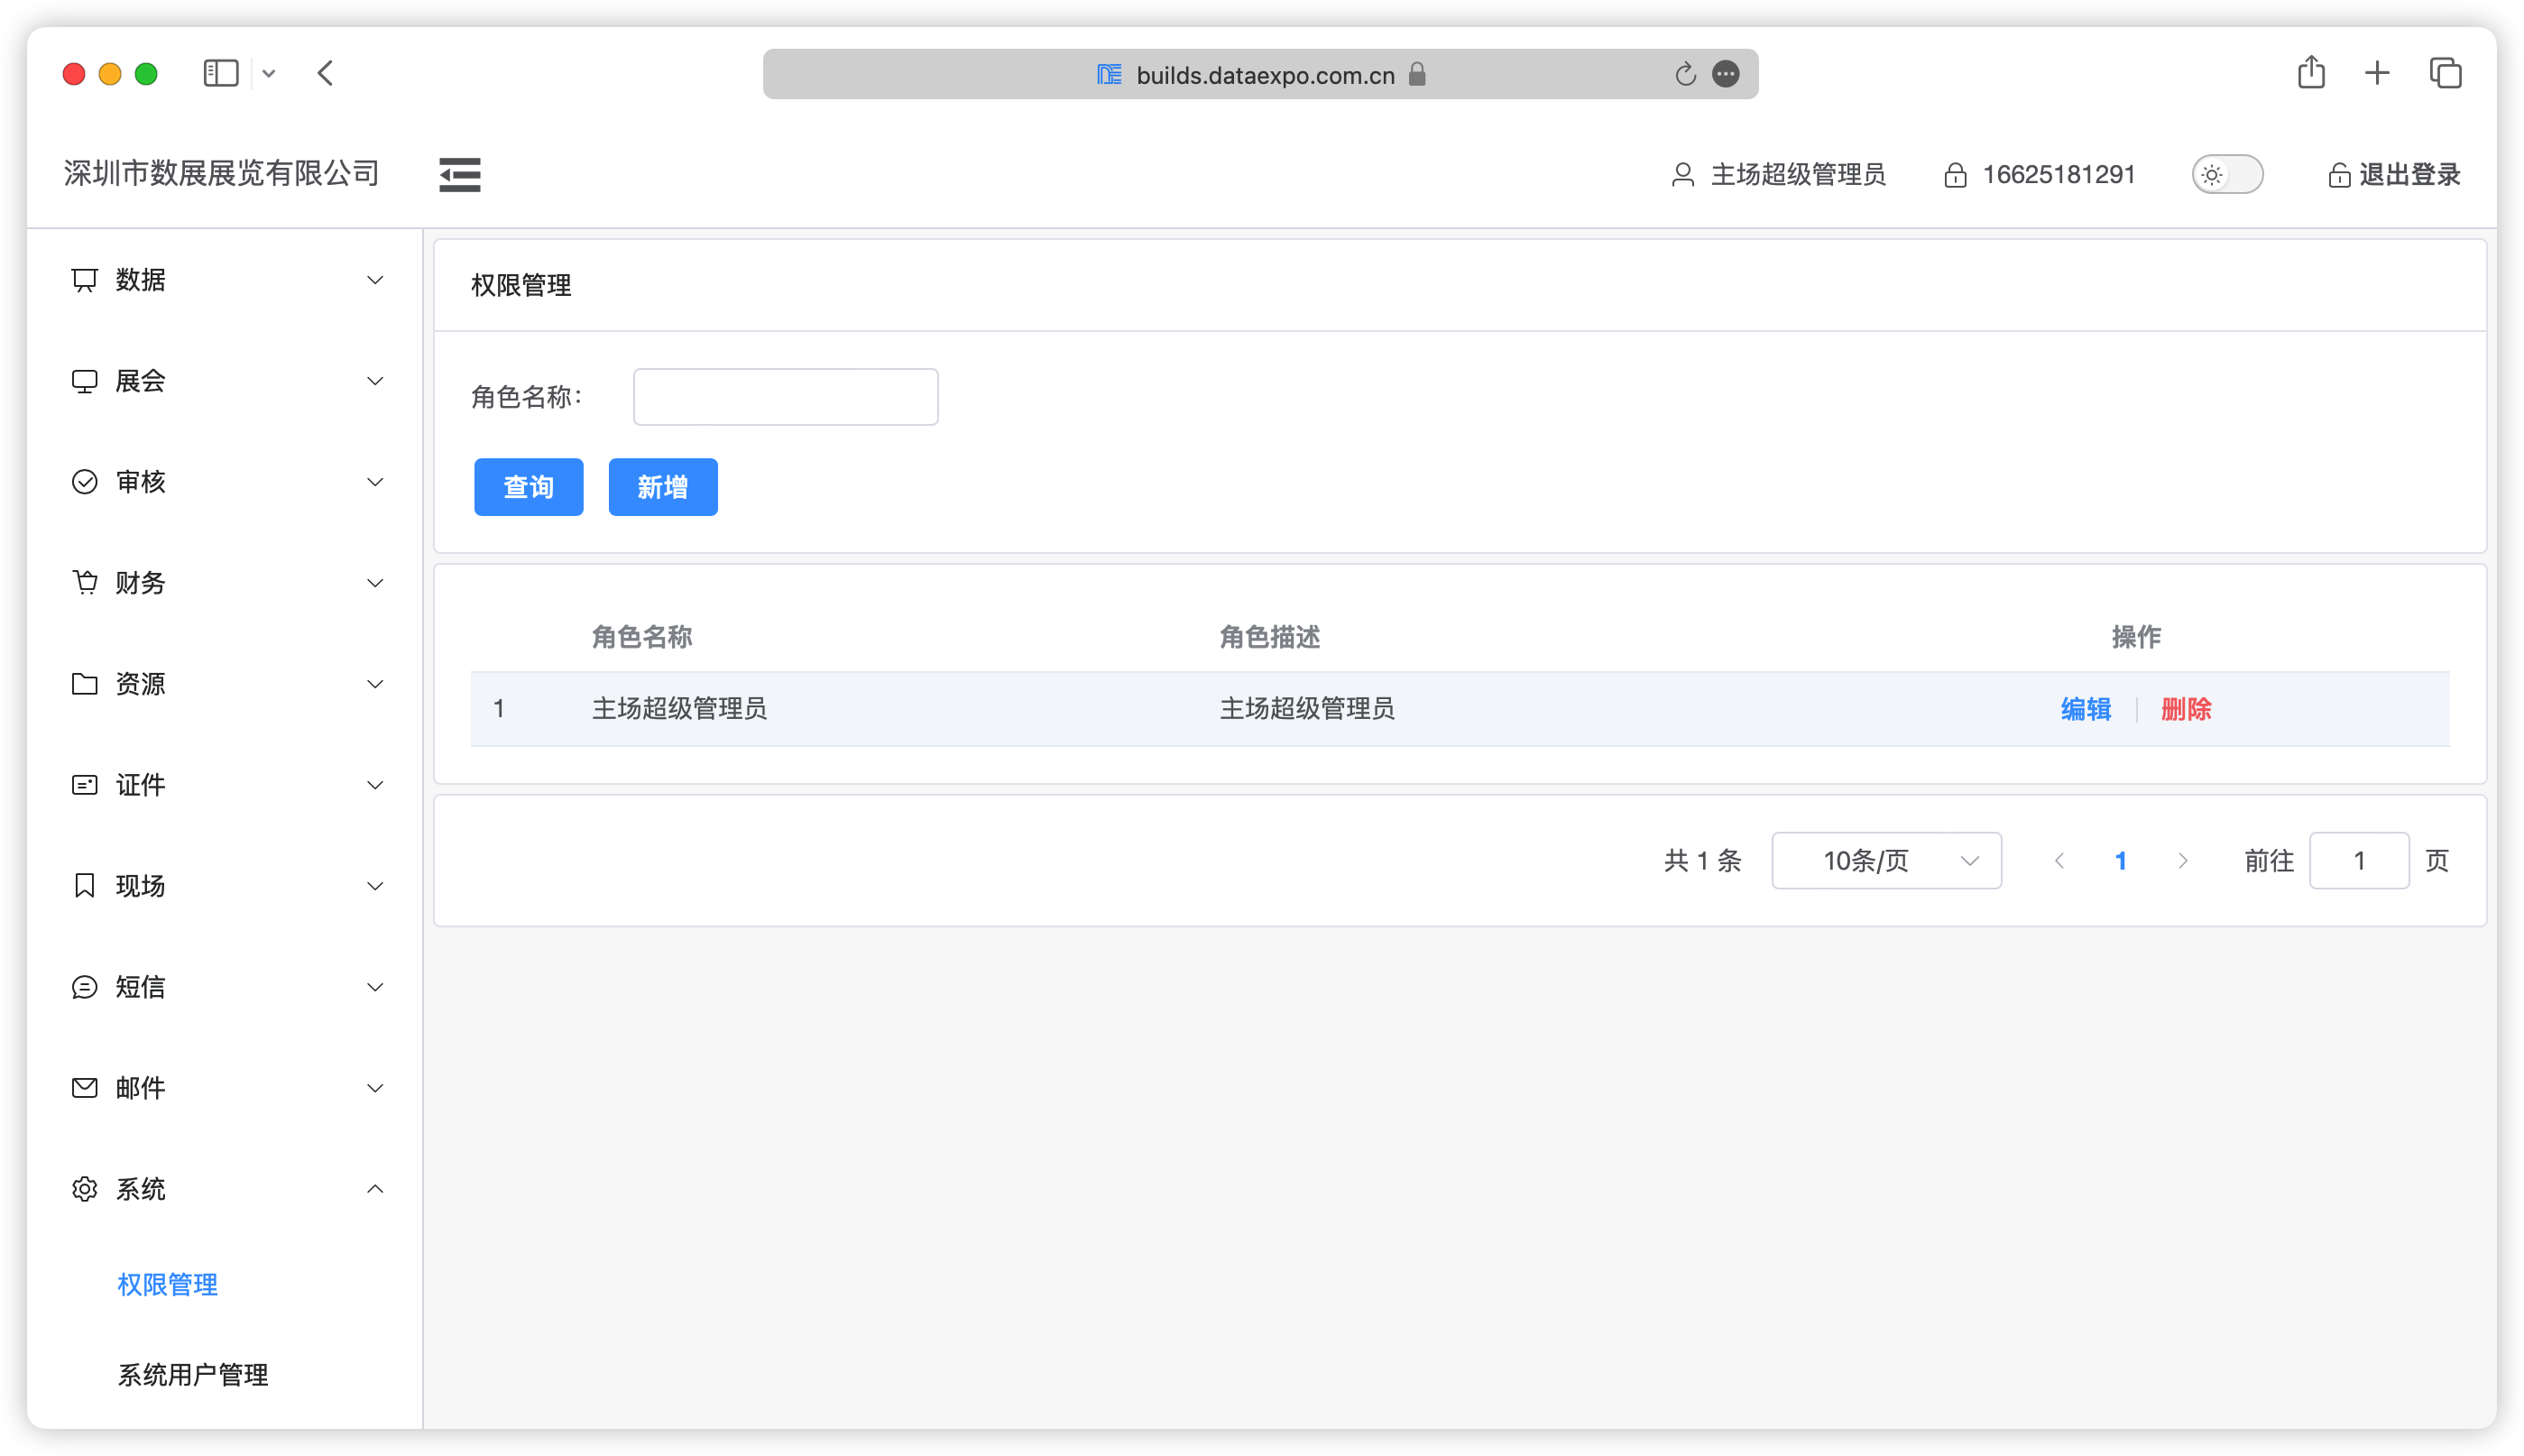 builds.dataexpo.com.cn
深圳市数展展览有限公司
主场超级管理员
16625181291
退出登录
数据
展会
审核
财务
资源
证件
现场
短信
邮件
系统
权限管理
系统用户管理
权限管理
角色名称：
查询 新增
角色名称 角色描述 操作
1 主场超级管理员 主场超级管理员 编辑 删除
共 1 条 10条/页 1 前往 1 页